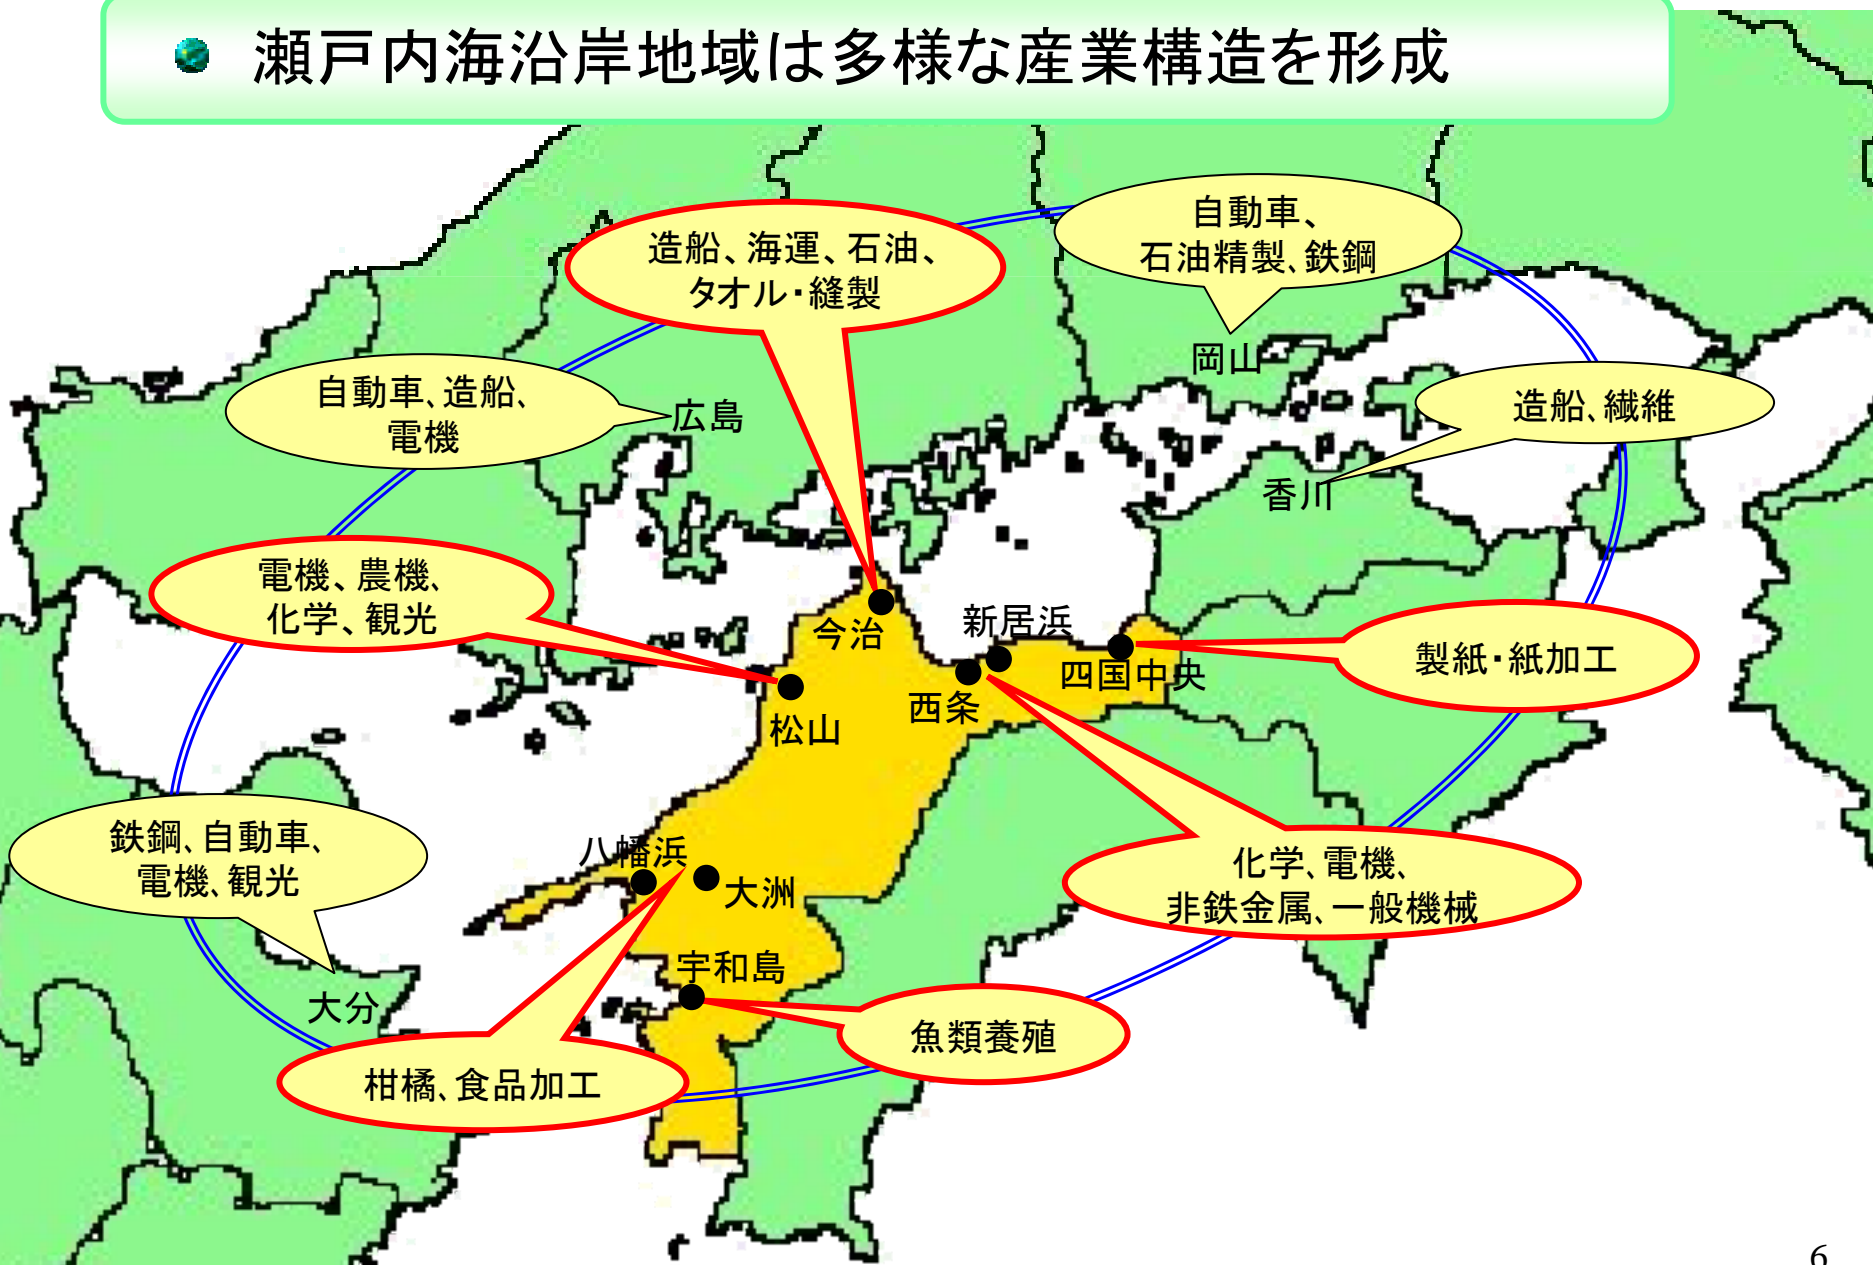 瀬戸内海沿岸地域は多様な産業構造を形成
自動車、
石油精製、鉄鋼
造船、海運、石油、
タオル・縫製
岡山
自動車、造船、
電機
広島
造船、繊維
香川
電機、農機、
化学、観光
今治
新居浜
四国中央
製紙・紙加工
西条
松山
鉄鋼、自動車、
電機、観光
八幡浜
大洲
化学、電機、
非鉄金属、一般機械
宇和島
大分
魚類養殖
柑橘、食品加工
6